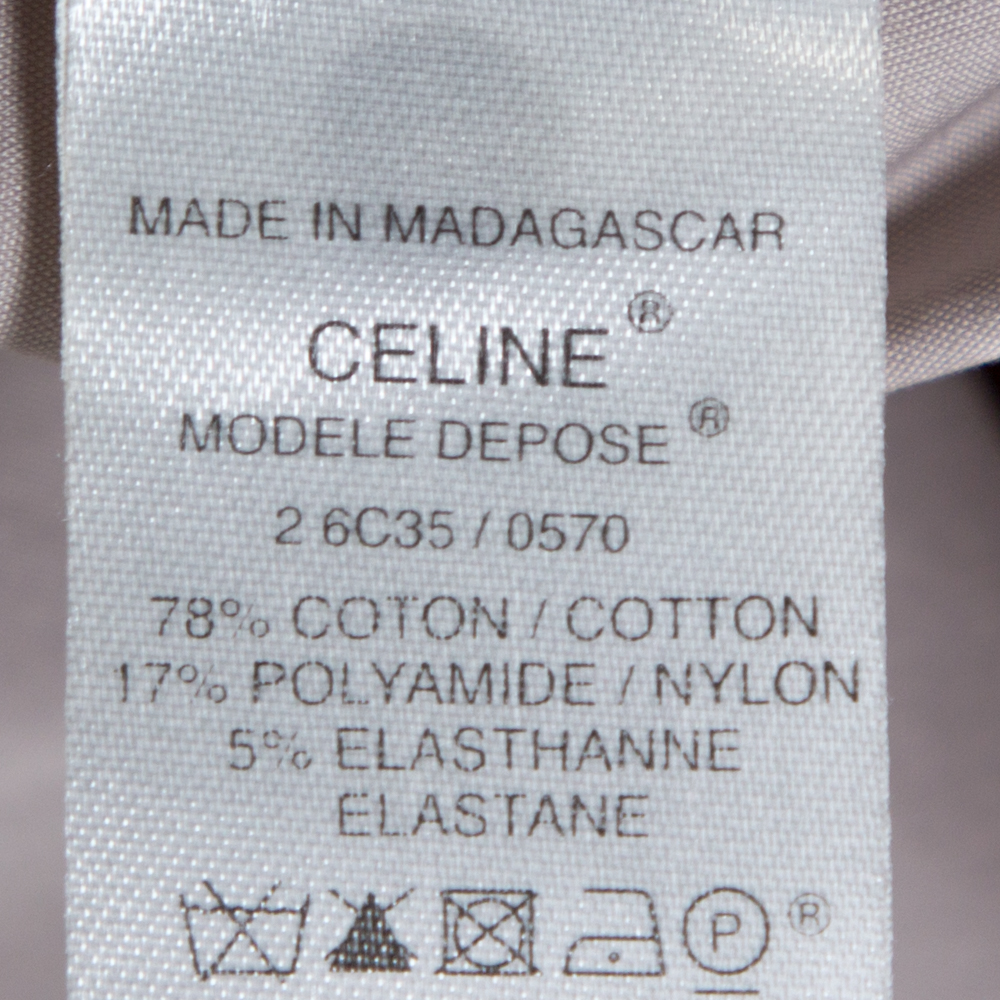 MADE IN MADAGASCAR
CELINE®
MODELE DEPOSE®
2 6C35 / 0570
78% COTON / COTTON
17% POLYAMIDE / NYLON
5% ELASTHANNE
ELASTANE
P ®